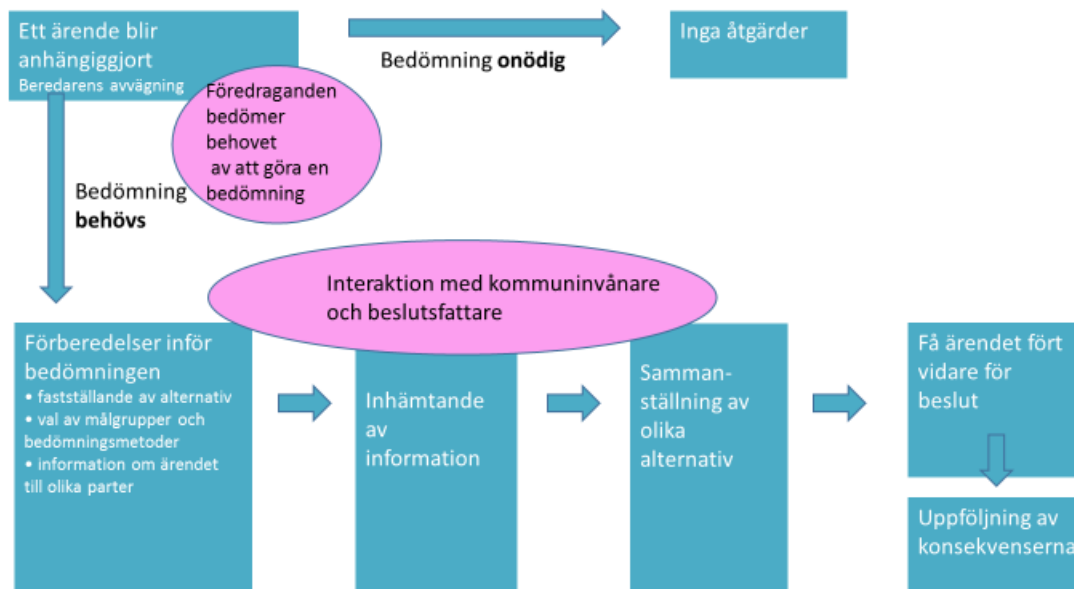 Ett ärende blir
anhängiggjort
Beredarens avvägning
Bedömning onödig
Inga åtgärder
Föredraganden
bedömer
behovet
av att göra en
bedömning
Bedömning
behövs
Interaktion med kommuninvånare
och beslutsfattare
Förberedelser inför
bedömningen
• fastställande av alternativ
• val av målgrupper och
bedömningsmetoder
• information om ärendet
till olika parter
Inhämtande
av
information
Samman-
ställning av
olika
alternativ
Få ärendet fört
vidare för
beslut
Uppföljning av
konsekvenserna